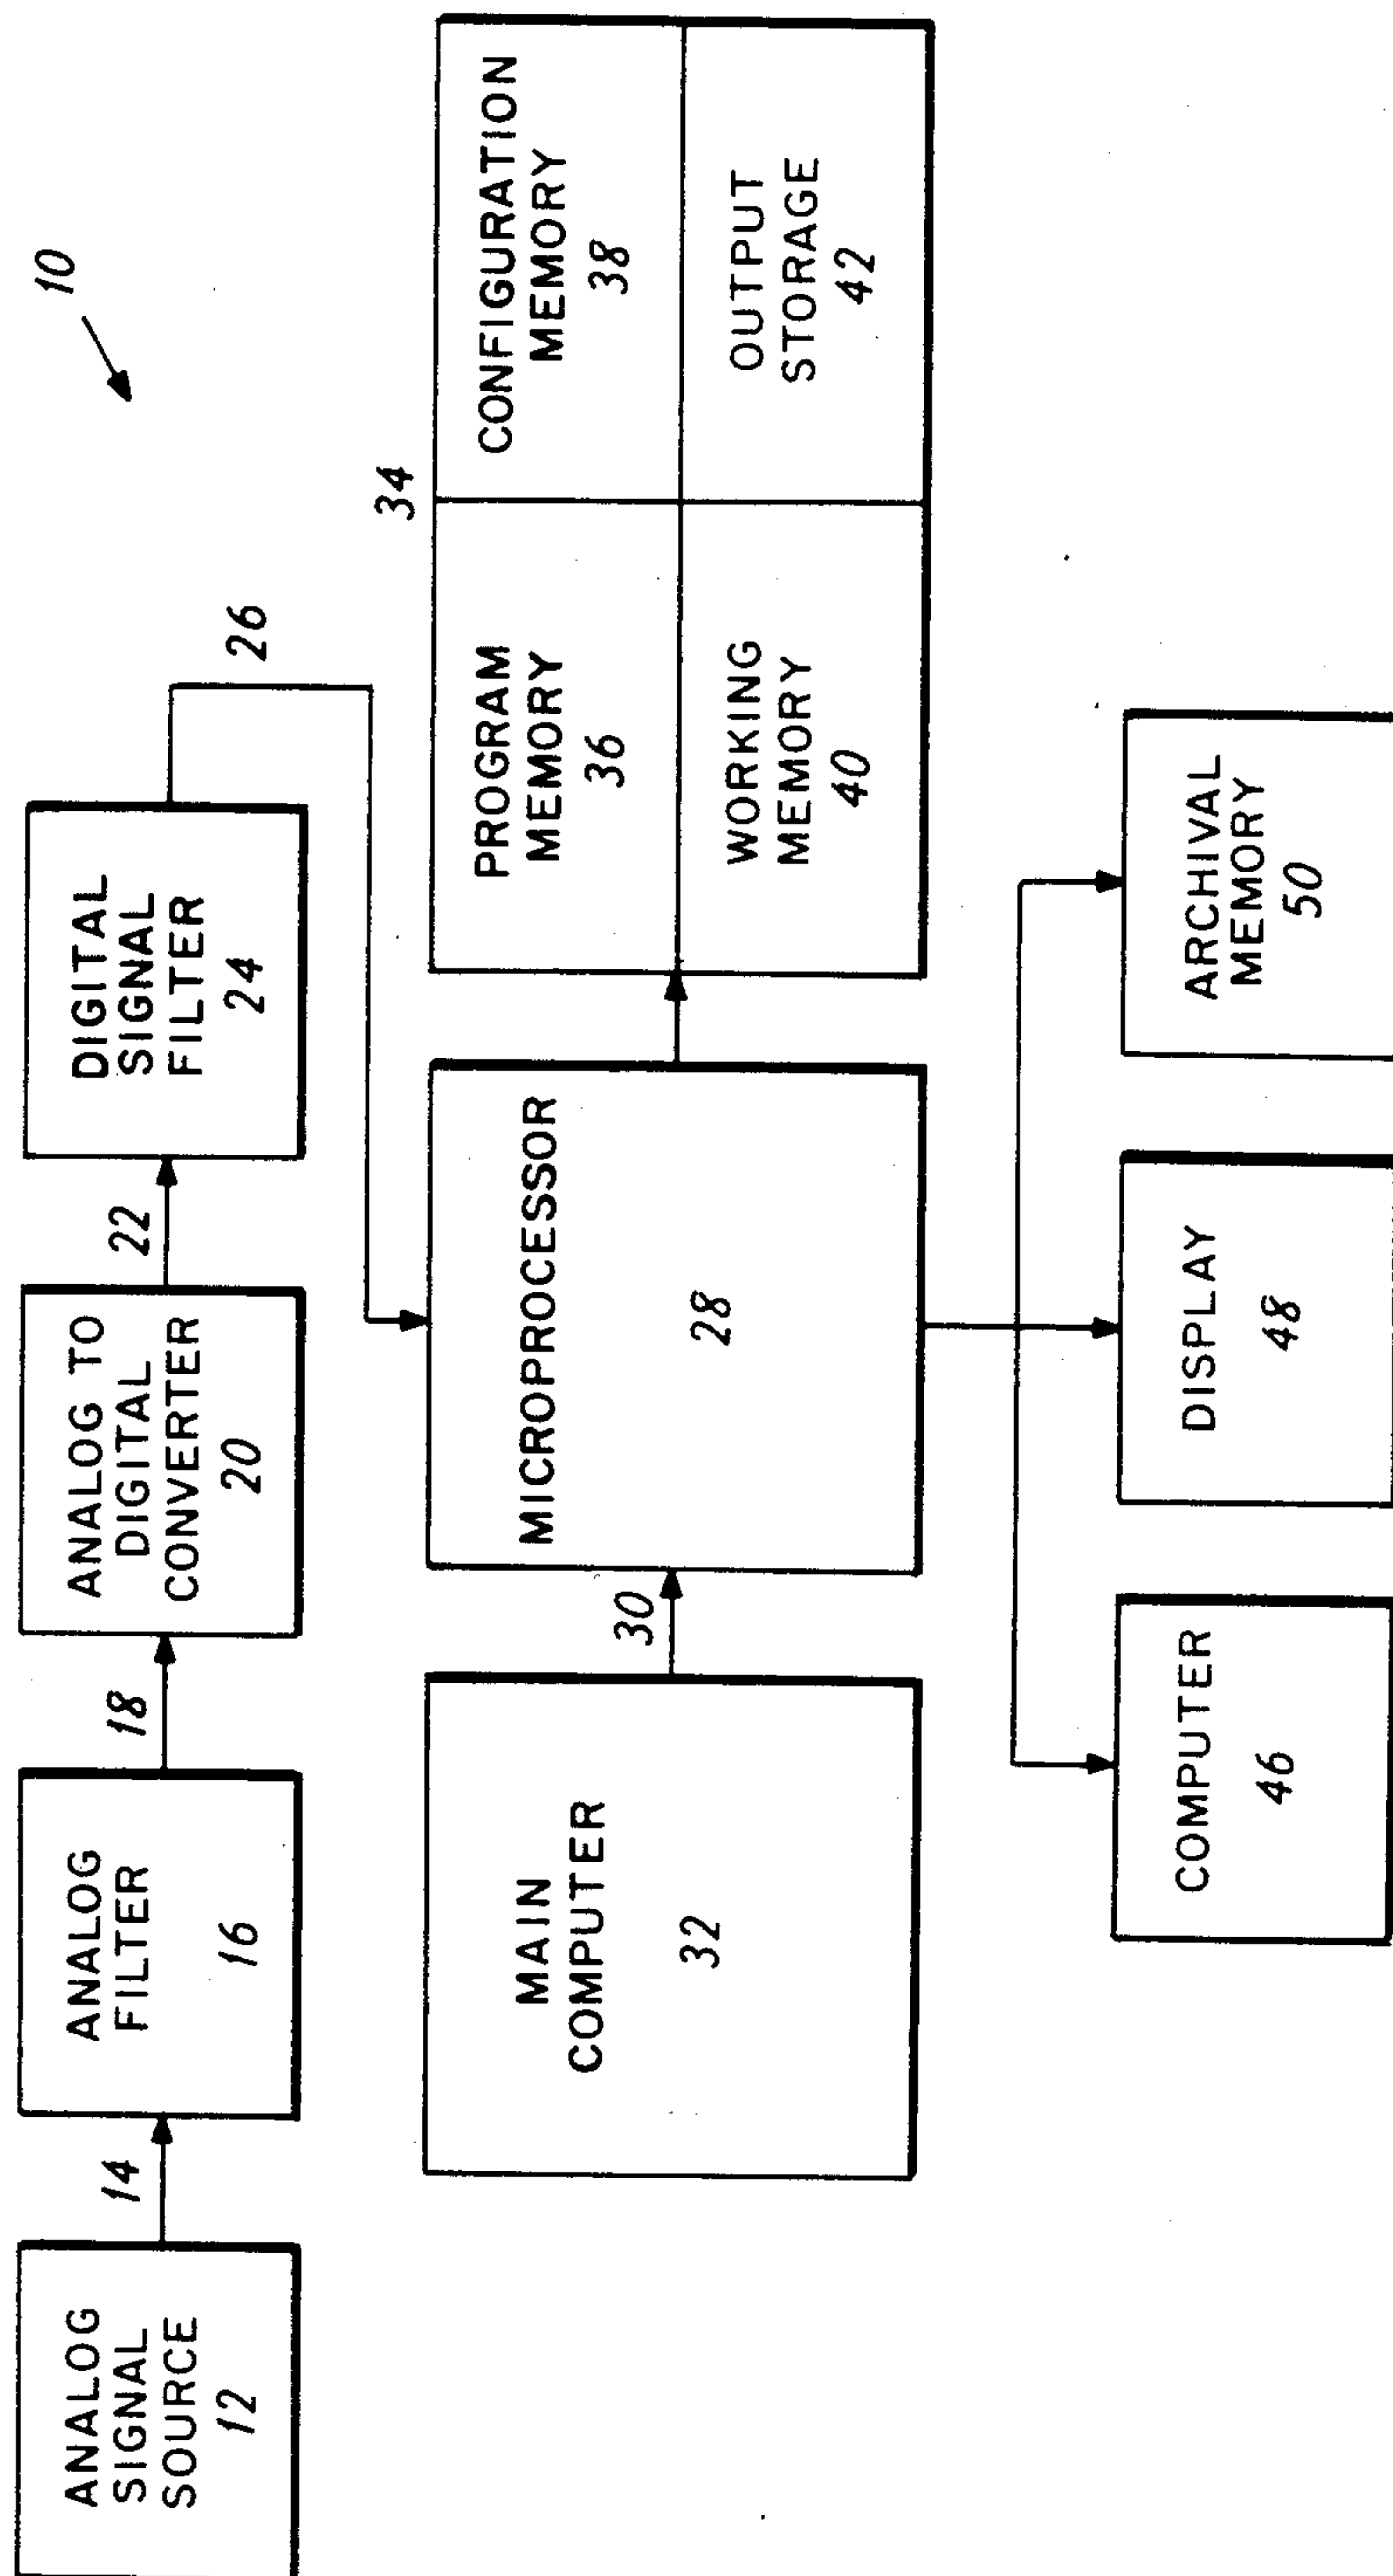 10
ANALOG
SIGNAL
SOURCE
12
14
ANALOG
FILTER
16
18
ANALOG TO
DIGITAL
CONVERTER
20
22
DIGITAL
SIGNAL
FILTER
24
26
MAIN
COMPUTER
32
30
MICROPROCESSOR
28
34
PROGRAM
MEMORY
36
CONFIGURATION
MEMORY
38
WORKING
MEMORY
40
OUTPUT
STORAGE
42
COMPUTER
46
DISPLAY
48
ARCHIVAL
MEMORY
50